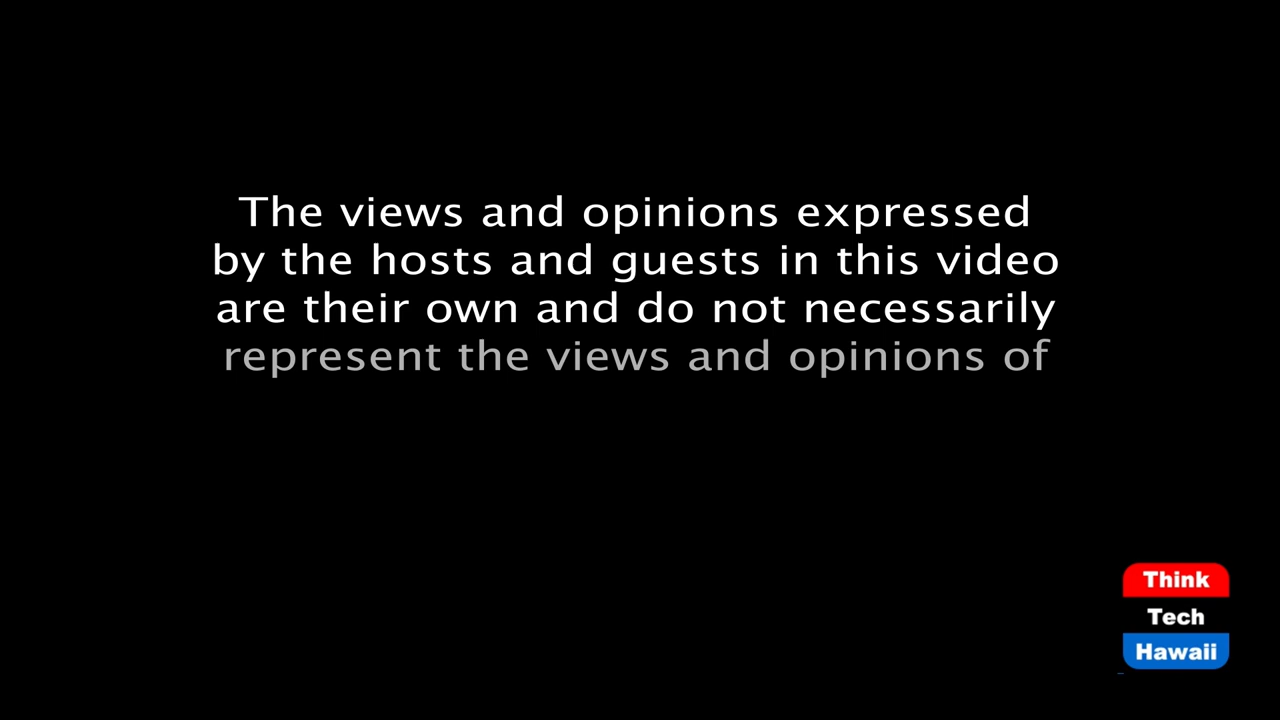 The views and opinions expressed
by the hosts and guests in this video
are their own and do not necessarily
represent the views and opinions of
Think
Tech
Hawaii